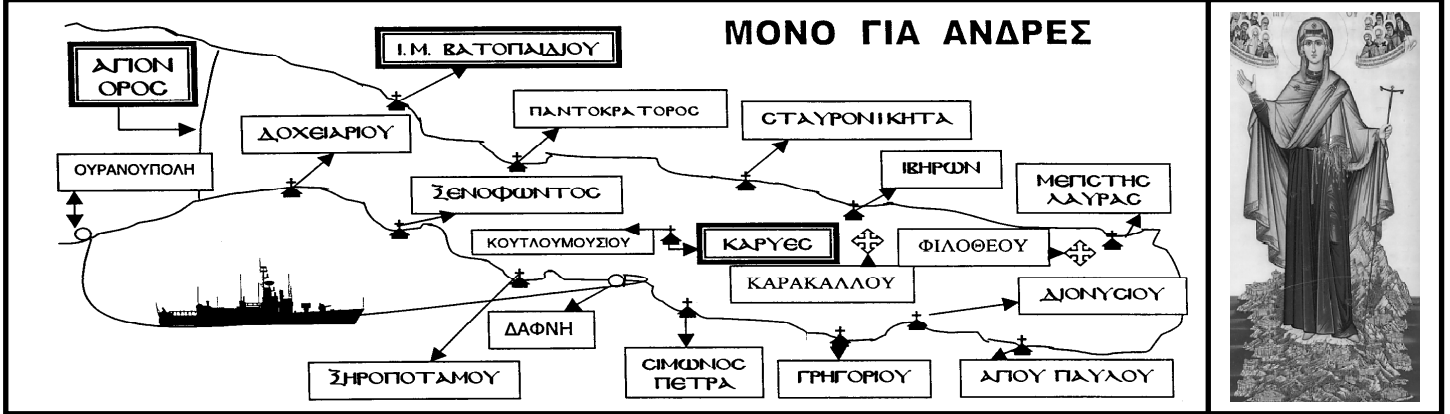 ΜΟΝΟ ΓΙΑ ΑΝΔΡΕΣ
Ι.Μ. ΒΑΤΟΠΑΙΔΙΟΥ
ΑΓΙΟΝ
ΟΡΟΣ
ΠΑΝΤΟΚΡΑΤΟΡΟΣ
ΣΤΑΥΡΟΝΙΚΗΤΑ
ΔΟΧΕΙΑΡΙΟΥ
ΟΥΡΑΝΟΥΠΟΛΗ
ΙΒΗΡΩΝ
ΜΕΓΙΣΤΗΣ
ΛΑΥΡΑΣ
ΞΕΝΟΦΩΝΤΟΣ
ΚΟΥΤΛΟΥΜΟΥΣΙΟΥ
ΚΑΡΥΕΣ
ΦΙΛΟΘΕΟΥ
ΚΑΡΑΚΑΛΛΟΥ
ΔΙΟΝΥΣΙΟΥ
ΔΑΦΝΗ
ΞΗΡΟΠΟΤΑΜΟΥ
ΣΙΜΩΝΟΣ
ΠΕΤΡΑ
ΓΡΗΓΟΡΙΟΥ
ΑΓΙΟΥ ΠΑΥΛΟΥ